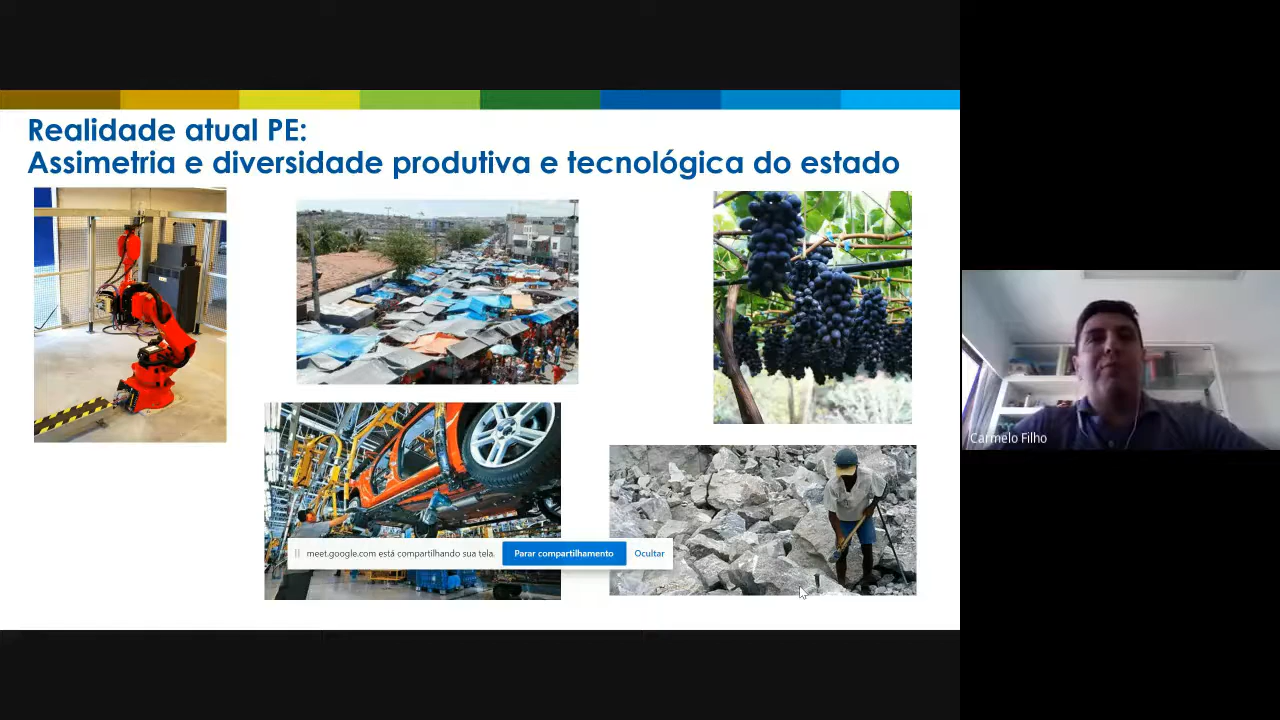 Realidade atual PE:
Assimetria e diversidade produtiva e tecnológica do estado
meet.google.com está compartilhando sua tela.
Parar compartilhamento
Ocultar
Carmelo Filho